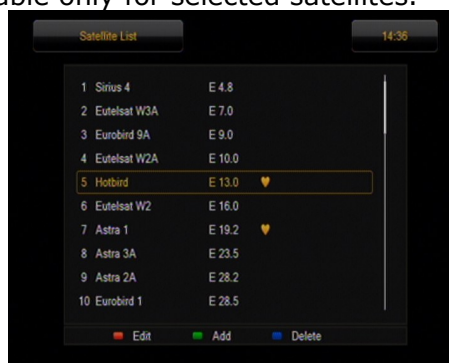 able only for selected satellites.
Satellite List 14:36
1 Sirius 4 E 4.8
2 Eutelsat W3A E 7.0
3 Eurobird 9A E 9.0
4 Eutelsat W2A E 10.0
5 Hotbird E 13.0 ♥
6 Eutelsat W2 E 16.0
7 Astra 1 E 19.2 ♥
8 Astra 3A E 23.5
9 Astra 2A E 28.2
10 Eurobird 1 E 28.5
Edit Add Delete